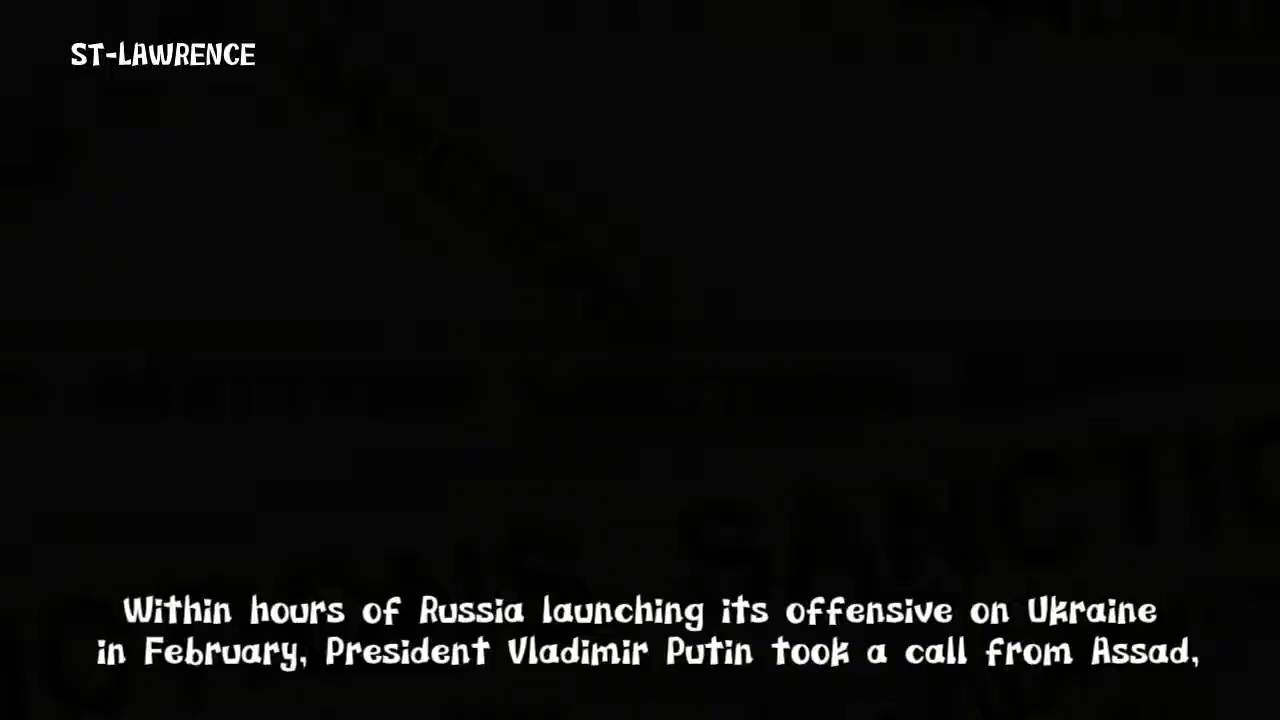 ST-LAWRENCE
Within hours of Russia launching its offensive on Ukraine
in February, President Vladimir Putin took a call from Assad,